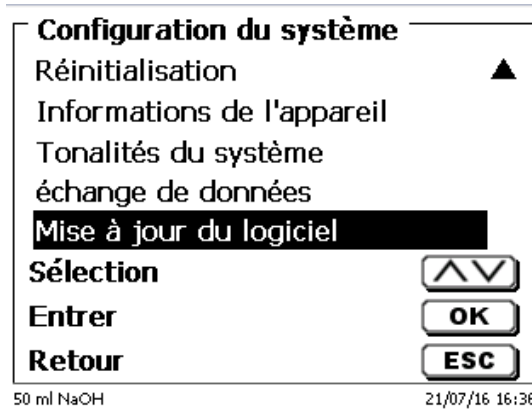 Configuration du système
Réinitialisation
Informations de l'appareil
Tonalités du système
échange de données
Mise à jour du logiciel
Sélection
Entrer OK
Retour ESC
50 ml NaOH 21/07/16 16:36